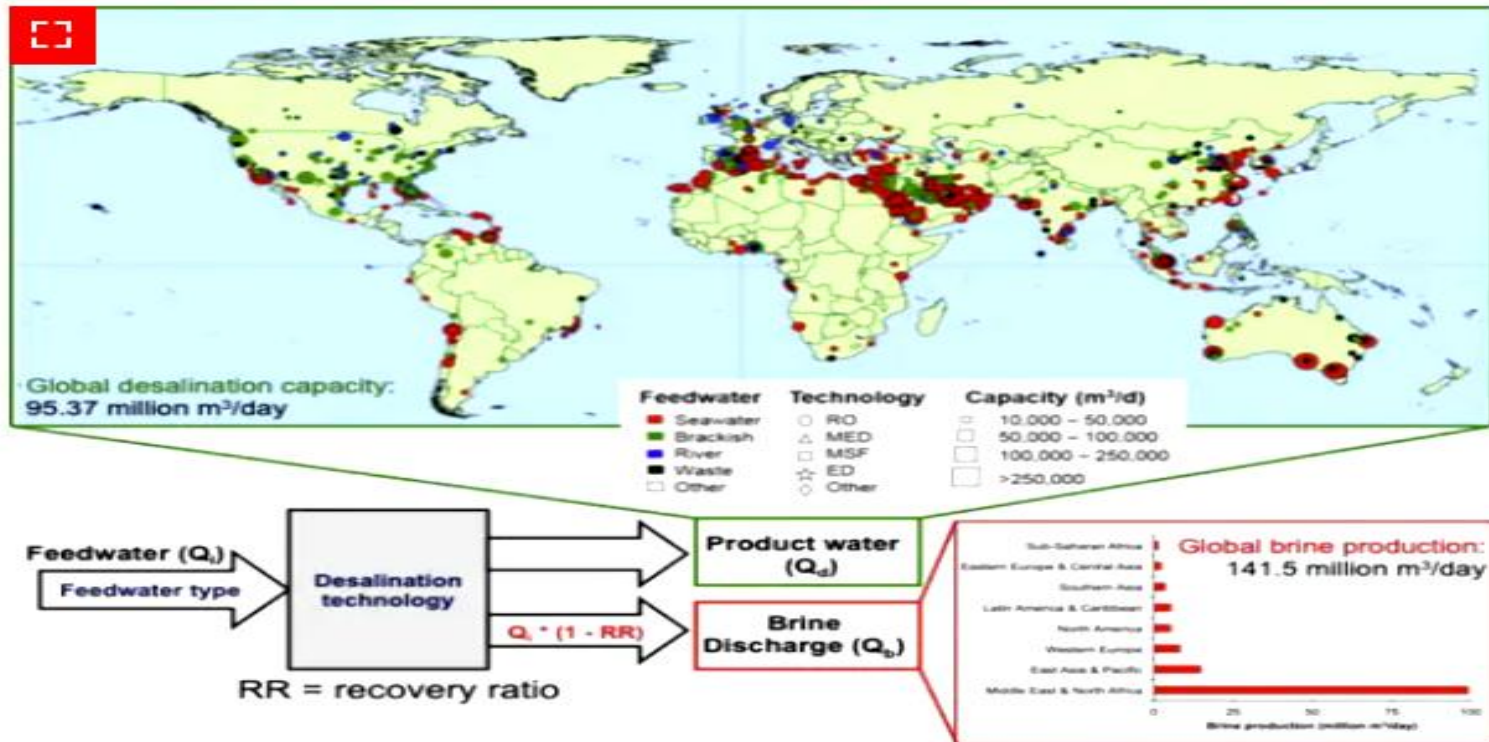 Global desalination capacity:
95.37 million m³/day
Feedwater
Seawater
Brackish
River
Waste
Other
Technology
RO
MED
MSF
ED
Other
Capacity (m³/d)
10,000 – 50,000
50,000 – 100,000
100,000 – 250,000
>250,000
Feedwater (Qᵢ)
Feedwater type
Desalination
technology
RR = recovery ratio
Qᵢ * (1 - RR)
Product water
(Q_d)
Brine
Discharge (Q_b)
Global brine production:
141.5 million m³/day
Sub-Saharan Africa
Eastern Europe & Central Asia
Southern Asia
Latin America & Caribbean
North America
Western Europe
East Asia & Pacific
Middle East & North Africa
0 25 50 75 100
Brine production (million m³/day)